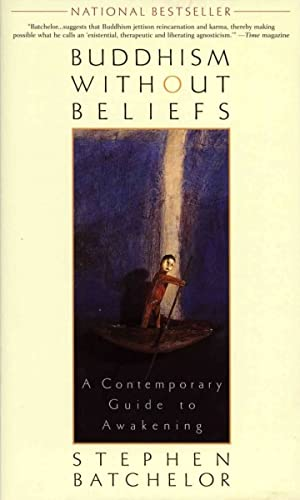 NATIONAL BESTSELLER
"Batchelor...suggests that Buddhism jettison reincarnation and karma, thereby making
possible what he calls an 'existential, therapeutic and liberating agnosticism.'" —Time magazine
BUDDHISM
WITHOUT
BELIEFS
A Contemporary
Guide to
Awakening
STEPHEN
BATCHELOR